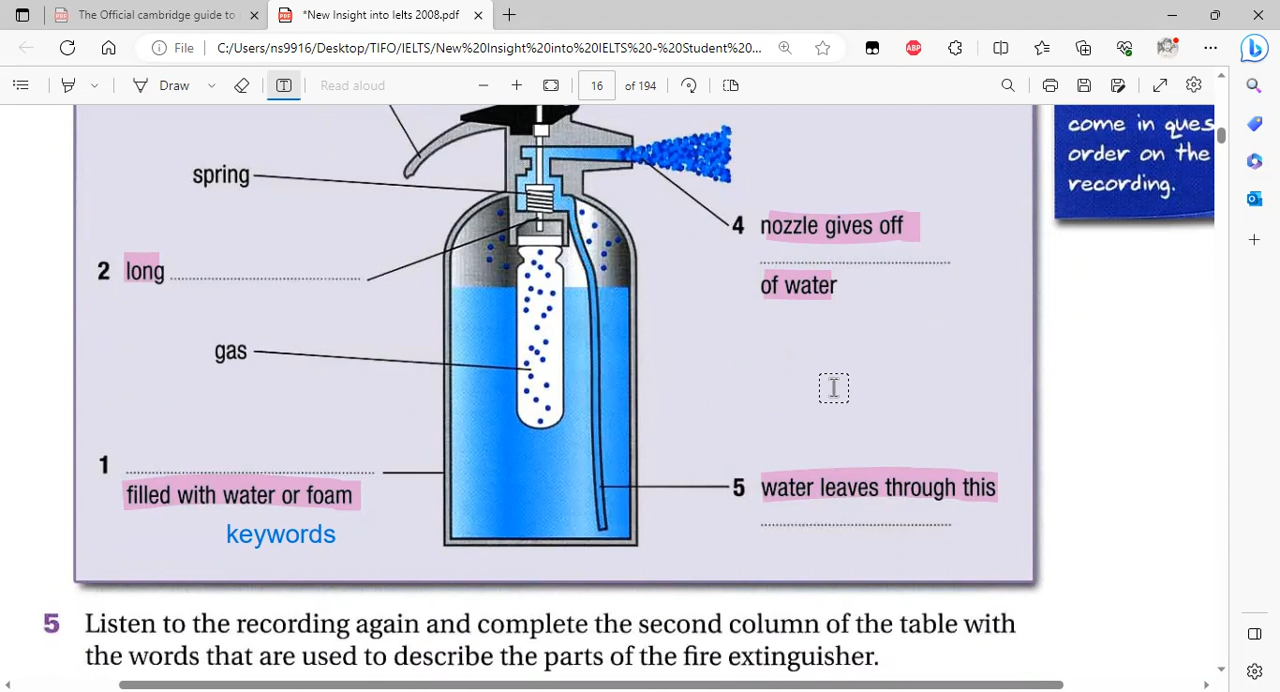 The Official cambridge guide to
*New Insight into Ielts 2008.pdf
File
C:/Users/ns9916/Desktop/TIFO/IELTS/New%20Insight%20into%20IELTS%20-%20Student%20...
ABP
Draw
Read aloud
16
of 194
come in ques
order on the
recording.
spring
4 nozzle gives off
of water
2 long
gas
1
filled with water or foam
keywords
5 water leaves through this
5 Listen to the recording again and complete the second column of the table with
the words that are used to describe the parts of the fire extinguisher.